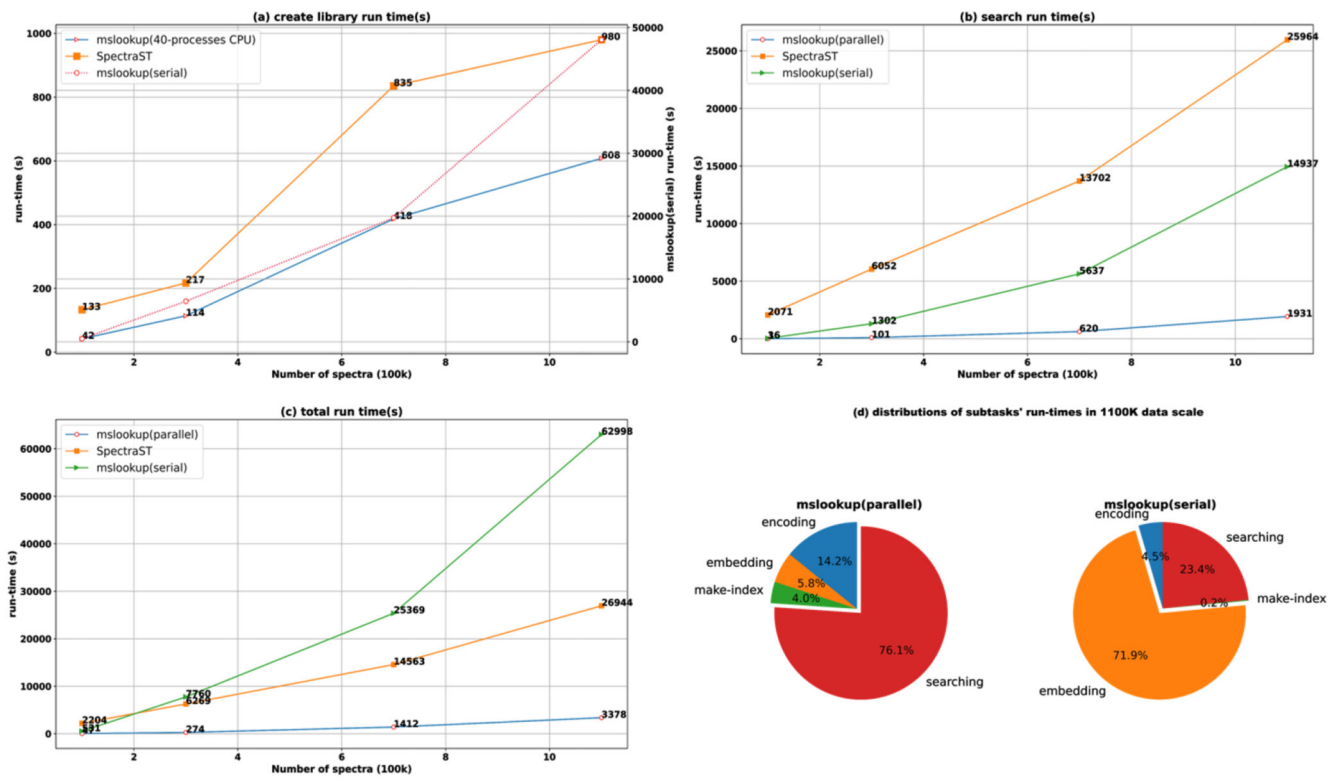 (a) create library run time(s)
mslookup(40-processes CPU)
SpectraST
mslookup(serial)
1000
800
600
400
200
0
run-time (s)
50000
40000
30000
20000
10000
0
mslookup(serial) run-time (s)
133
217
835
980
42
114
418
608
2
4
6
8
10
Number of spectra (100k)
(b) search run time(s)
mslookup(parallel)
SpectraST
mslookup(serial)
25000
20000
15000
10000
5000
0
run-time (s)
2071
6052
13702
25964
1302
5637
14937
101
620
1931
2
4
6
8
10
Number of spectra (100k)
(c) total run time(s)
mslookup(parallel)
SpectraST
mslookup(serial)
60000
50000
40000
30000
20000
10000
0
run-time (s)
2204
7760
6269
25369
14563
62998
26944
274
1412
3378
2
4
6
8
10
Number of spectra (100k)
(d) distributions of subtasks' run-times in 1100K data scale
mslookup(parallel)
encoding
14.2%
embedding
5.8%
make-index
4.0%
76.1%
searching
mslookup(serial)
encoding
4.5%
searching
23.4%
0.2%
make-index
71.9%
embedding